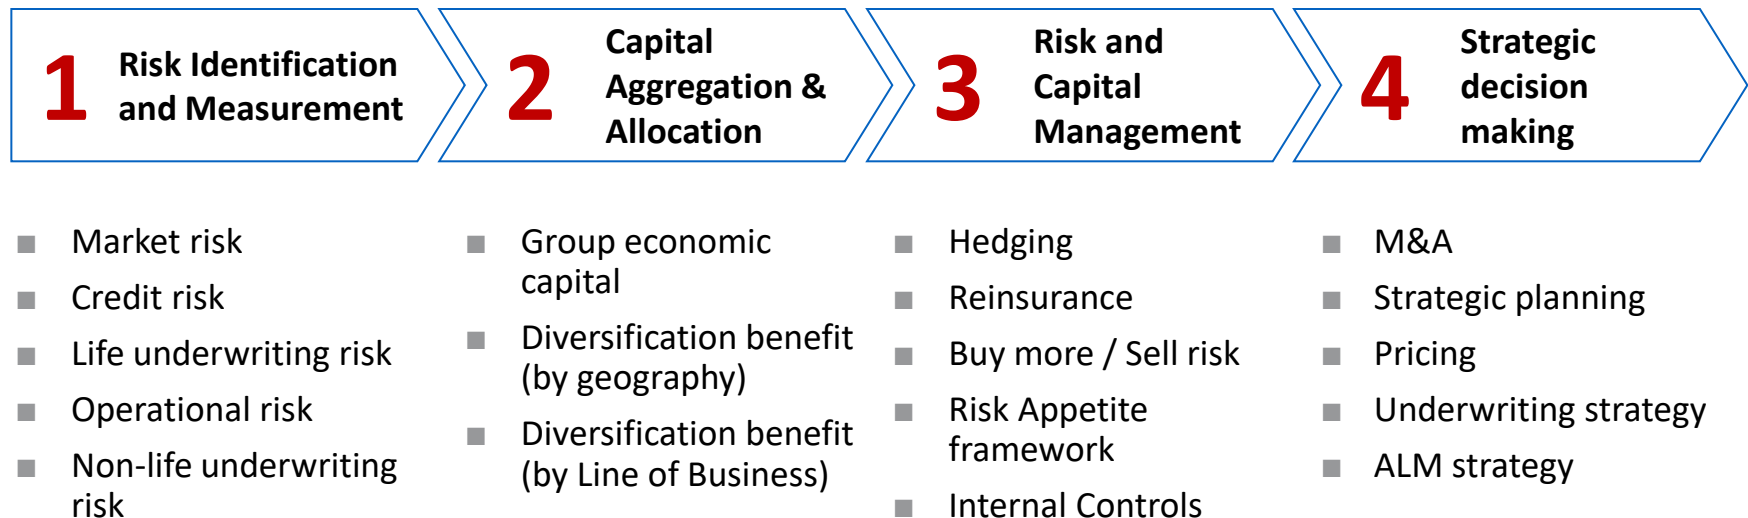 1
Risk Identification
and Measurement
2
Capital
Aggregation &
Allocation
3
Risk and
Capital
Management
4
Strategic
decision
making
■ Market risk
■ Credit risk
■ Life underwriting risk
■ Operational risk
■ Non-life underwriting
risk
■ Group economic
capital
■ Diversification benefit
(by geography)
■ Diversification benefit
(by Line of Business)
■ Hedging
■ Reinsurance
■ Buy more / Sell risk
■ Risk Appetite
framework
■ Internal Controls
■ M&A
■ Strategic planning
■ Pricing
■ Underwriting strategy
■ ALM strategy